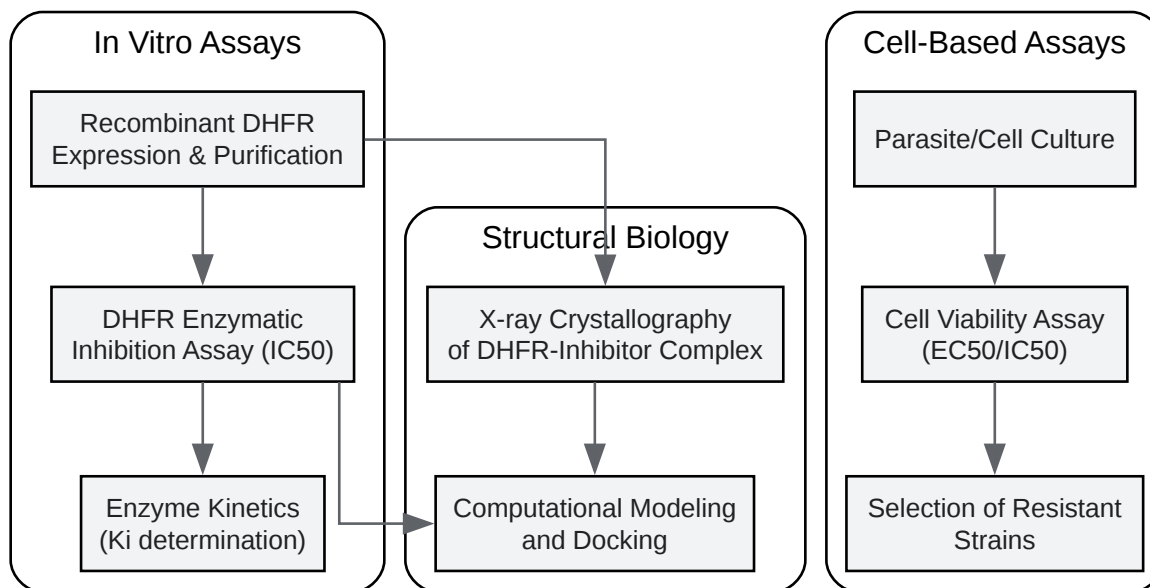 In Vitro Assays
Recombinant DHFR
Expression & Purification
DHFR Enzymatic
Inhibition Assay (IC50)
Enzyme Kinetics
(Ki determination)
Structural Biology
X-ray Crystallography
of DHFR-Inhibitor Complex
Computational Modeling
and Docking
Cell-Based Assays
Parasite/Cell Culture
Cell Viability Assay
(EC50/IC50)
Selection of Resistant
Strains